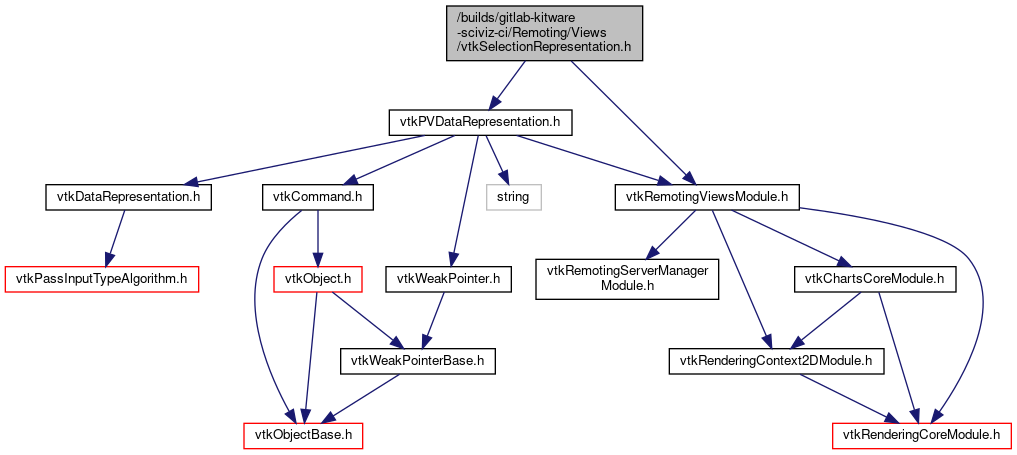 /builds/gitlab-kitware
-sciviz-ci/Remoting/Views
/vtkSelectionRepresentation.h
vtkPVDataRepresentation.h
vtkDataRepresentation.h
vtkCommand.h
string
vtkRemotingViewsModule.h
vtkPassInputTypeAlgorithm.h
vtkObject.h
vtkWeakPointer.h
vtkRemotingServerManager
Module.h
vtkChartsCoreModule.h
vtkWeakPointerBase.h
vtkRenderingContext2DModule.h
vtkObjectBase.h
vtkRenderingCoreModule.h